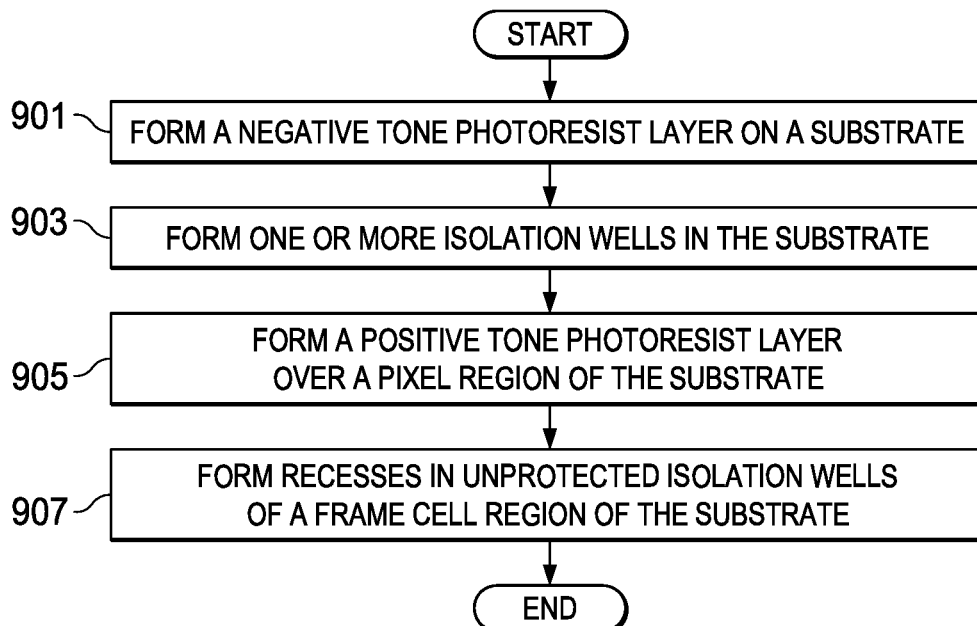 START
901
FORM A NEGATIVE TONE PHOTORESIST LAYER ON A SUBSTRATE
903
FORM ONE OR MORE ISOLATION WELLS IN THE SUBSTRATE
905
FORM A POSITIVE TONE PHOTORESIST LAYER
OVER A PIXEL REGION OF THE SUBSTRATE
907
FORM RECESSES IN UNPROTECTED ISOLATION WELLS
OF A FRAME CELL REGION OF THE SUBSTRATE
END